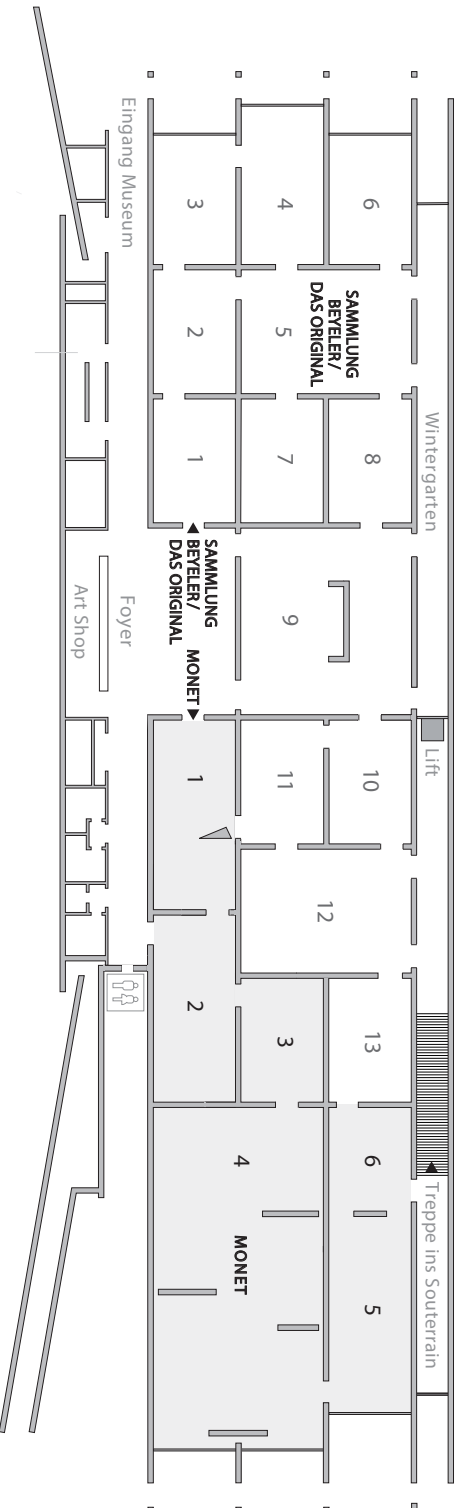 Eingang Museum
3
4
6
2
5
SAMMLUNG
BEYELER/
DAS ORIGINAL
1
7
8
Wintergarten
SAMMLUNG
BEYELER/
DAS ORIGINAL
MONET
9
Foyer
Art Shop
Lift
1
11
10
12
2
3
13
4
6
MONET
5
Treppe ins Souterrain